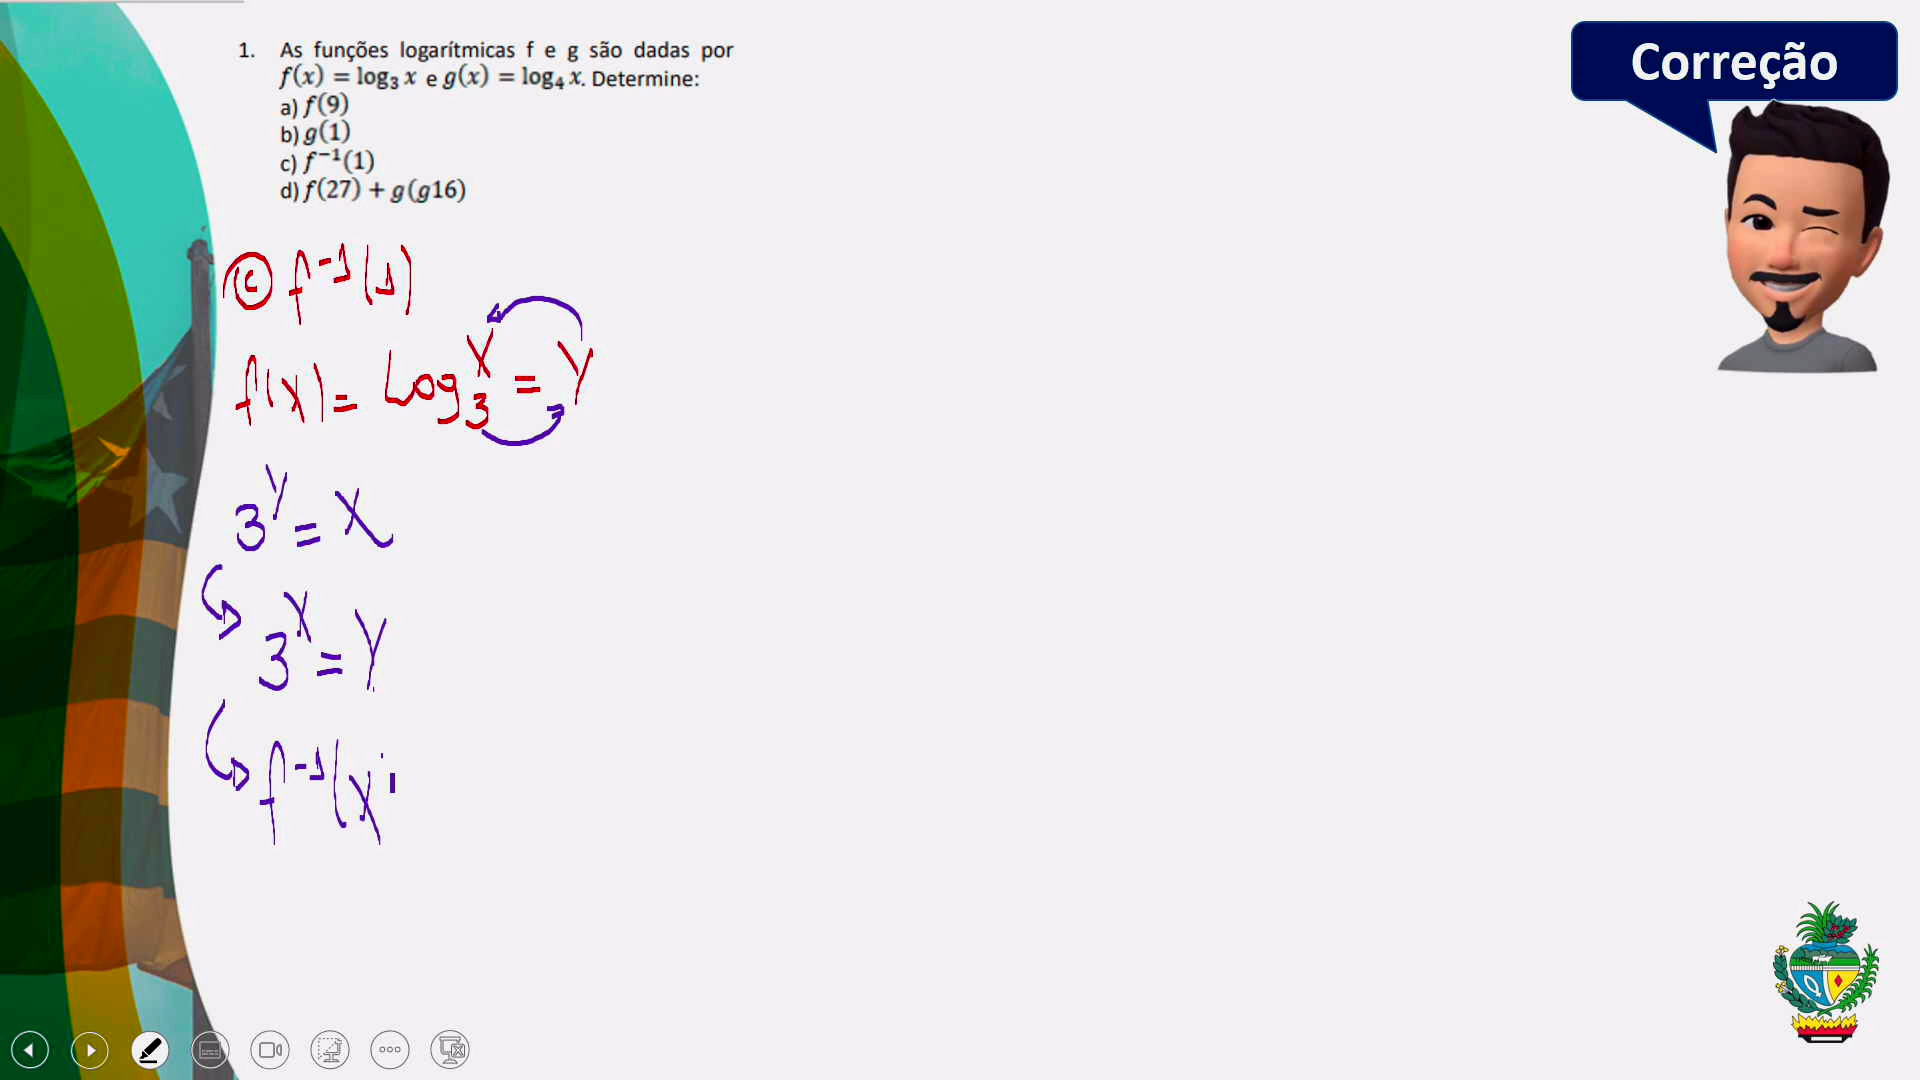 Correção
1. As funções logarítmicas f e g são dadas por
f(x) = log₃ x e g(x) = log₄ x. Determine:
a) f(9)
b) g(1)
c) f⁻¹(1)
d) f(27) + g(g16)
(c) f⁻¹(1)
f(x) = Log₃ˣ = Y
3ʸ = X
3ˣ = Y
f⁻¹(x